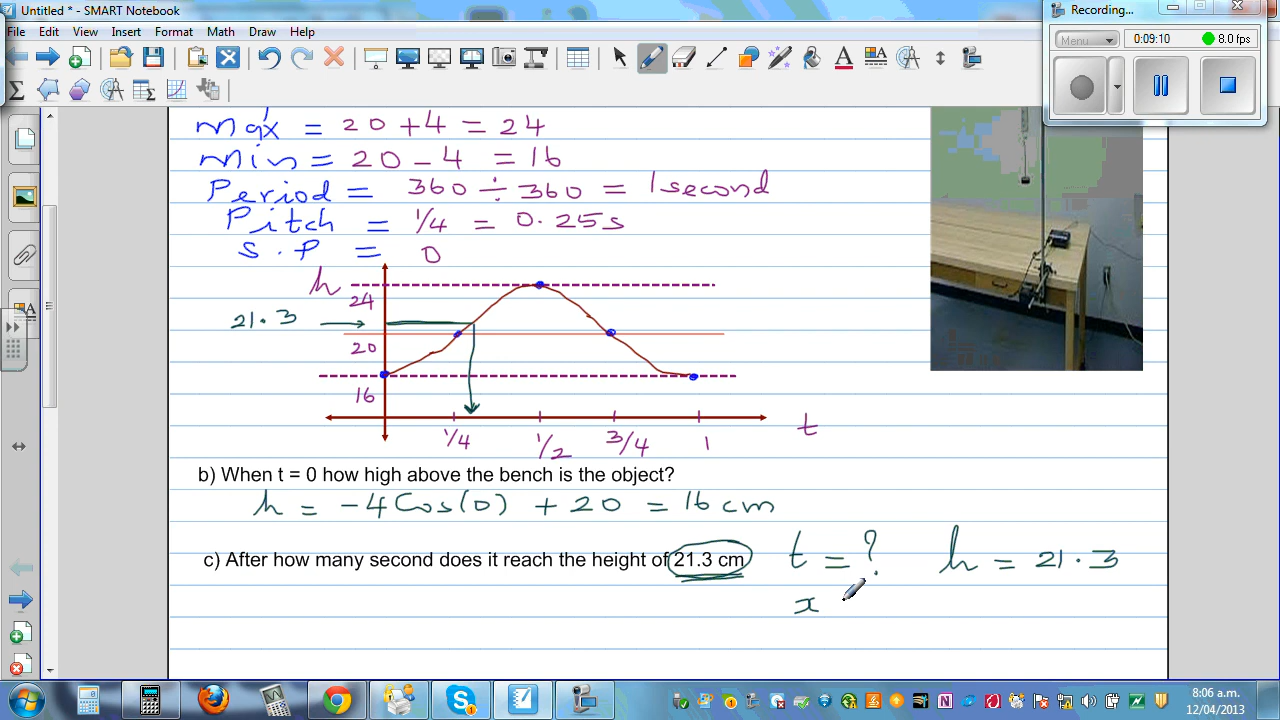 Untitled * - SMART Notebook
Recording...
File Edit View Insert Format Math Draw Help
Menu 0:09:10 8.0 fps
Max = 20 + 4 = 24
Min = 20 - 4 = 16
Period = 360 ÷ 360 = 1 second
Pitch = 1/4 = 0.25s
S.P = 0
h
24
21.3
20
16
1/4 1/2 3/4 1 t
b) When t = 0 how high above the bench is the object?
h = -4 Cos(0) + 20 = 16 cm
c) After how many second does it reach the height of 21.3 cm t = ? h = 21.3
x
8:06 a.m.
12/04/2013